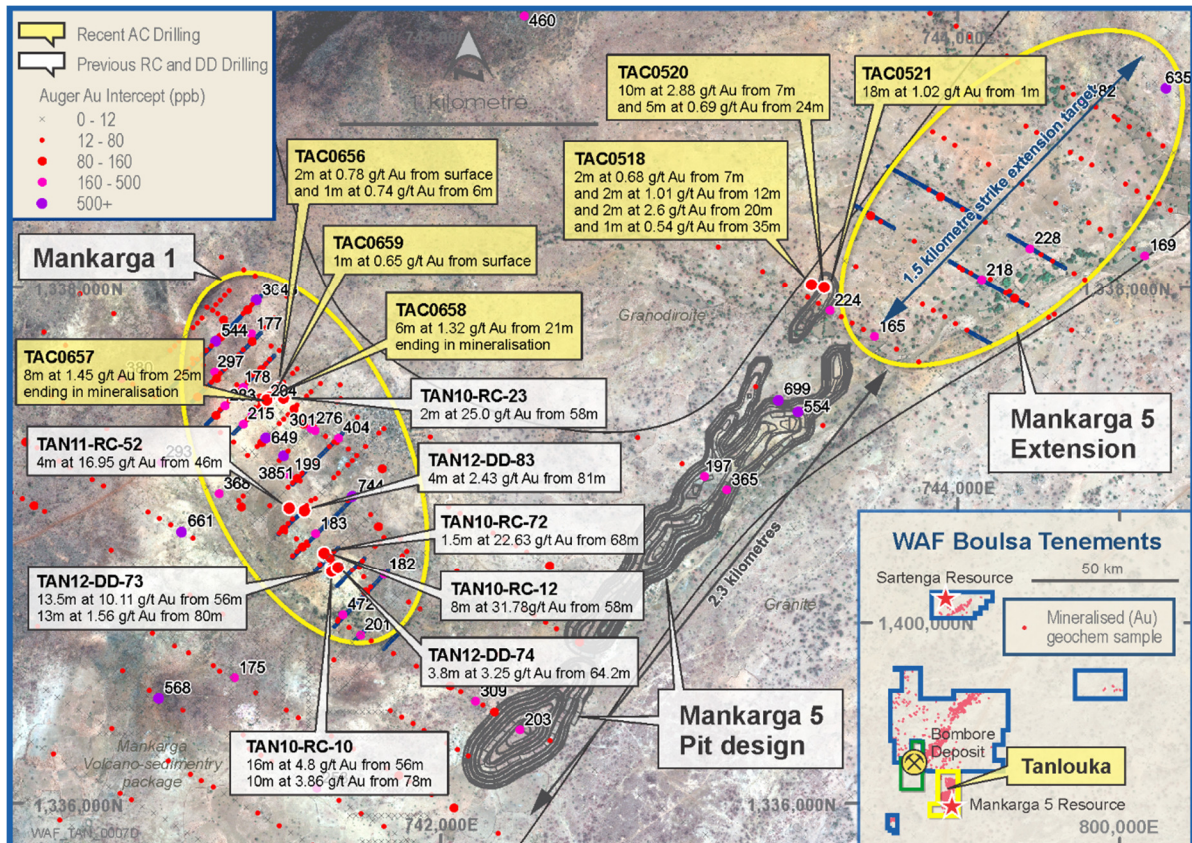 Recent AC Drilling
Previous RC and DD Drilling
Auger Au Intercept (ppb)
0 - 12
12 - 80
80 - 160
160 - 500
500+
460
1 kilometre
744,000E
TAC0520
10m at 2.88 g/t Au from 7m
and 5m at 0.69 g/t Au from 24m
TAC0521
18m at 1.02 g/t Au from 1m
635
TAC0656
2m at 0.78 g/t Au from surface
and 1m at 0.74 g/t Au from 6m
TAC0518
2m at 0.68 g/t Au from 7m
and 2m at 1.01 g/t Au from 12m
and 2m at 2.6 g/t Au from 20m
and 1m at 0.54 g/t Au from 35m
1.5 kilometre strike extension target
TAC0659
1m at 0.65 g/t Au from surface
Mankarga 1
228
169
218
1,338,000N
1,338,000N
TAC0658
6m at 1.32 g/t Au from 21m
ending in mineralisation
Granodiroite
224
165
544
177
TAC0657
8m at 1.45 g/t Au from 25m
ending in mineralisation
297
178
204
215
301
276
404
TAN10-RC-23
2m at 25.0 g/t Au from 58m
699
554
Mankarga 5
Extension
TAN11-RC-52
4m at 16.95 g/t Au from 46m
293
649
199
3851
368
TAN12-DD-83
4m at 2.43 g/t Au from 81m
197
365
744
744,000E
661
183
TAN10-RC-72
1.5m at 22.63 g/t Au from 68m
182
TAN12-DD-73
13.5m at 10.11 g/t Au from 56m
13m at 1.56 g/t Au from 80m
TAN10-RC-12
8m at 31.78g/t Au from 58m
2.3 kilometres
Granite
472
201
TAN12-DD-74
3.8m at 3.25 g/t Au from 64.2m
175
568
309
203
Mankarga 5
Pit design
Mankarga
Volcano-sedimentry
package
TAN10-RC-10
16m at 4.8 g/t Au from 56m
10m at 3.86 g/t Au from 78m
1,336,000N
1,336,000N
742,000E
WAF_TAN_0007D
WAF Boulsa Tenements
50 km
Sartenga Resource
1,400,000N
Mineralised (Au)
geochem sample
Bombore
Deposit
Tanlouka
Mankarga 5 Resource
800,000E